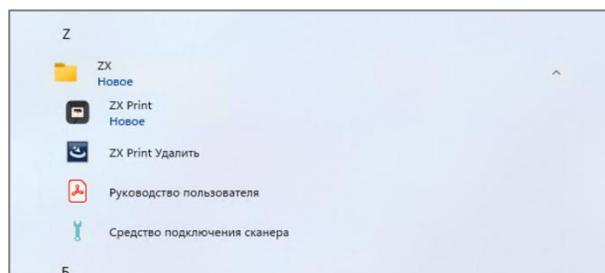 Z
ZX
Новое
ZX Print
Новое
ZX Print Удалить
Руководство пользователя
Средство подключения сканера
Б